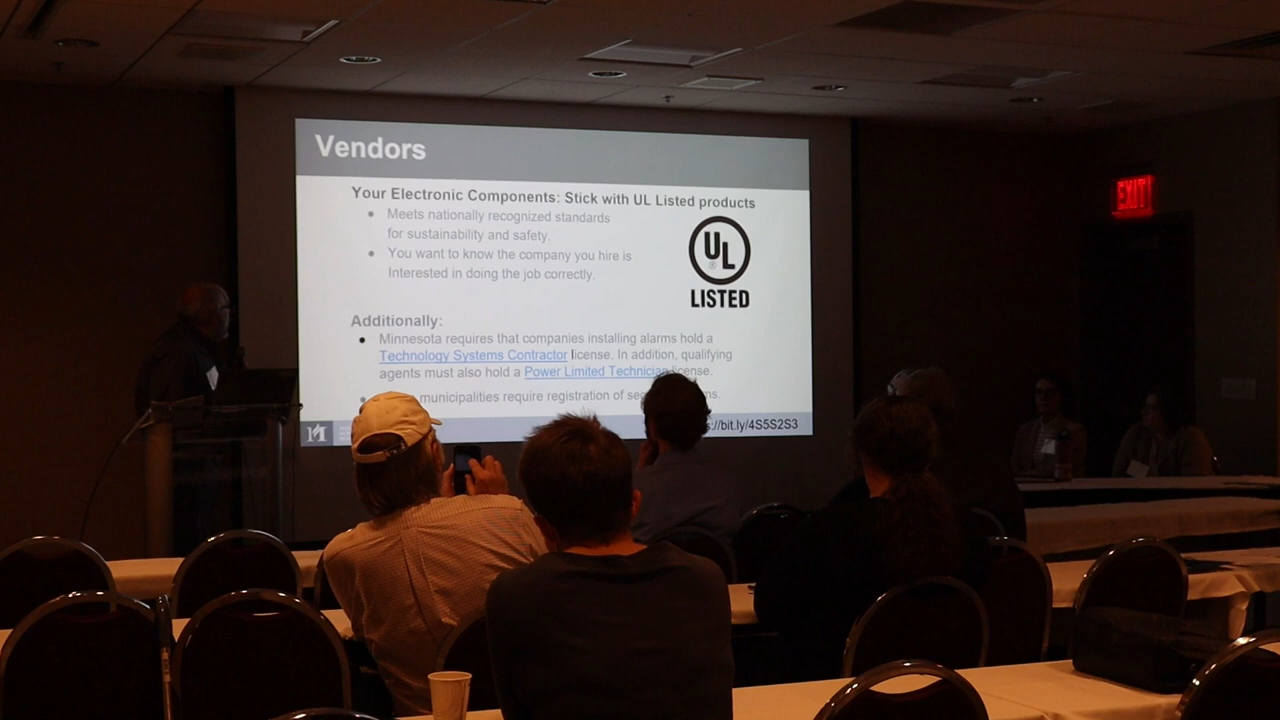 Vendors
Your Electronic Components: Stick with UL Listed products
Meets nationally recognized standards
for sustainability and safety.
You want to know the company you hire is
Interested in doing the job correctly.
UL
LISTED
Additionally:
Minnesota requires that companies installing alarms hold a
Technology Systems Contractor license. In addition, qualifying
agents must also hold a Power Limited Technician license.
municipalities require registration of
s://bit.ly/4S5S2S3
EXIT